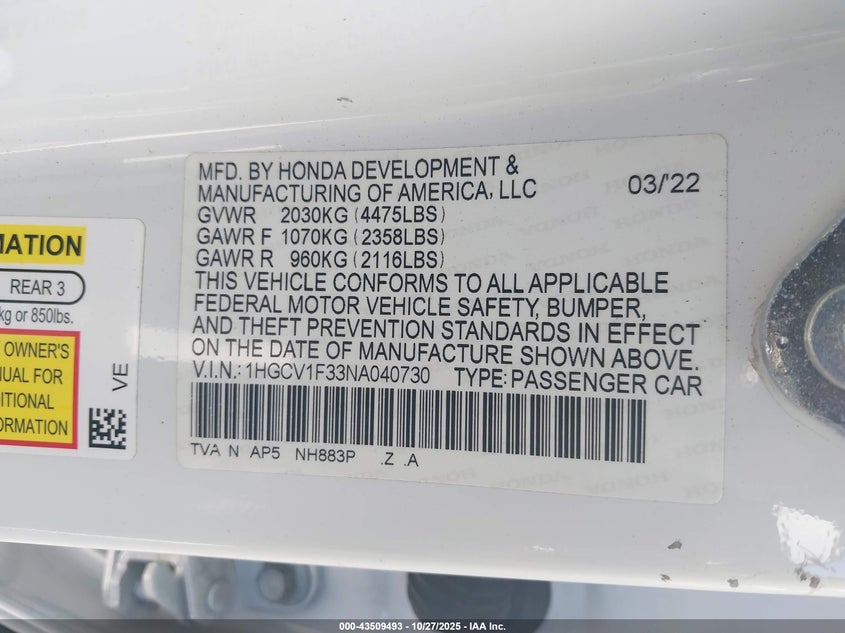 MFD. BY HONDA DEVELOPMENT &
MANUFACTURING OF AMERICA, LLC 03/'22
GVWR 2030KG (4475LBS)
GAWR F 1070KG (2358LBS)
GAWR R 960KG (2116LBS)
THIS VEHICLE CONFORMS TO ALL APPLICABLE
FEDERAL MOTOR VEHICLE SAFETY, BUMPER,
AND THEFT PREVENTION STANDARDS IN EFFECT
ON THE DATE OF MANUFACTURE SHOWN ABOVE.
V.I.N.: 1HGCV1F33NA040730 TYPE: PASSENGER CAR
TVA N AP5 NH883P .Z .A
MATION
REAR 3
kg or 850lbs.
OWNER'S
NUAL FOR
ITIONAL
ORMATION
VE
000-43509493 - 10/27/2025 - IAA Inc.